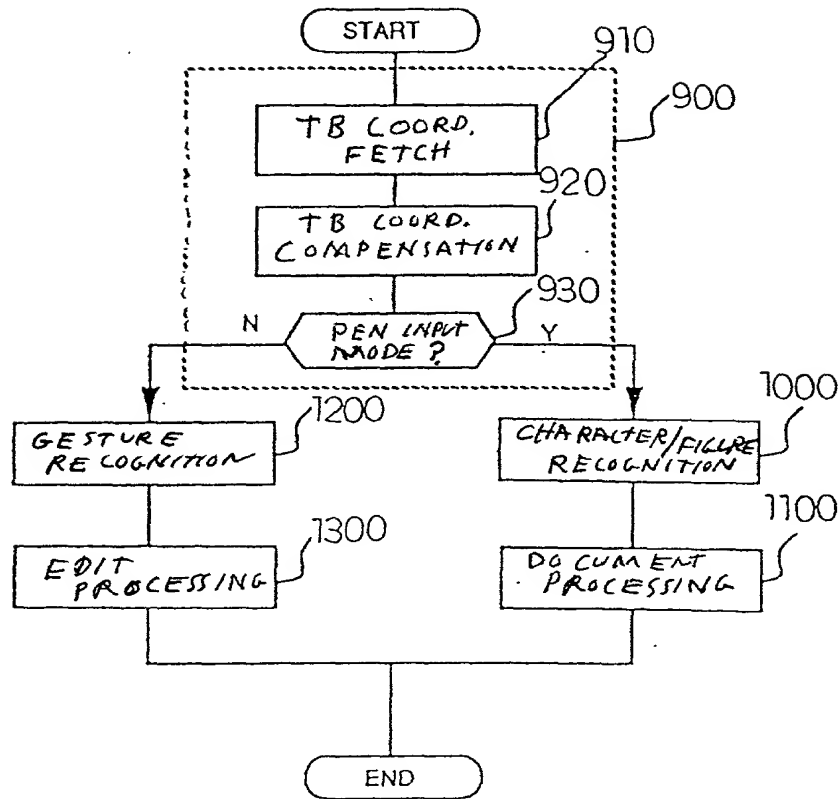 START
910
900
TB COORD.
FETCH
920
TB COORD.
COMPENSATION
930
N
PEN INPUT
MODE?
Y
1200
GESTURE
RECOGNITION
1000
CHARACTER/FIGURE
RECOGNITION
1300
EDIT
PROCESSING
1100
DOCUMENT
PROCESSING
END